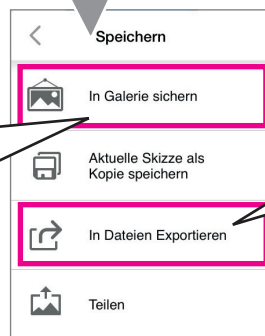 Speichern
In Galerie sichern
Aktuelle Skizze als
Kopie speichern
In Dateien Exportieren
Teilen